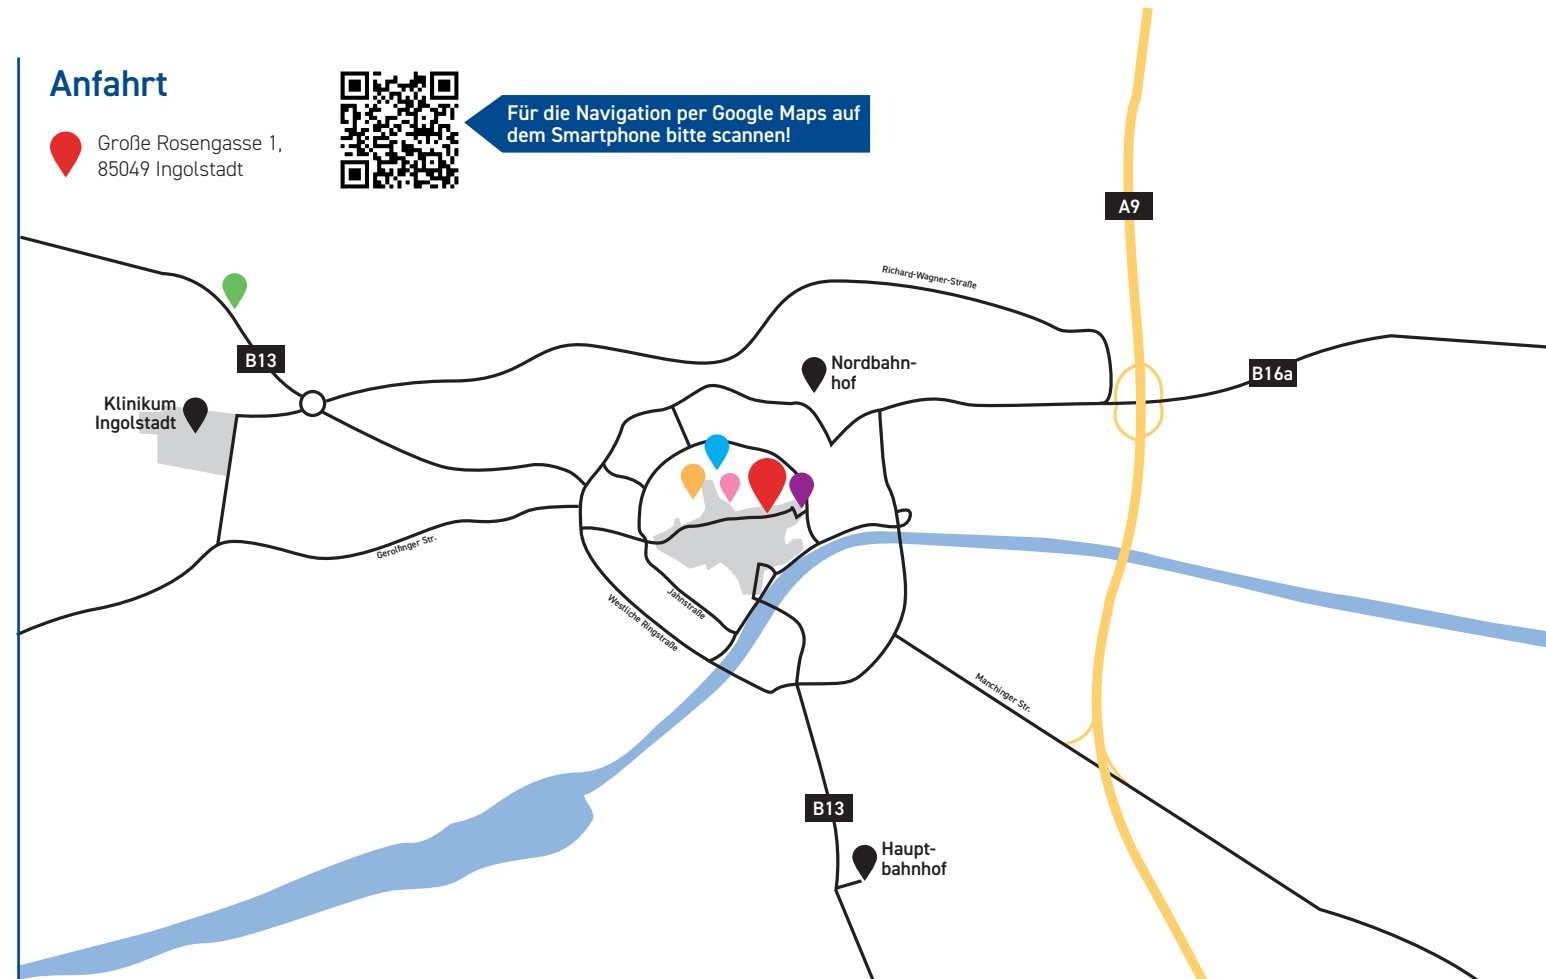 Anfahrt
Große Rosengasse 1,
85049 Ingolstadt
Für die Navigation per Google Maps auf
dem Smartphone bitte scannen!
A9
Richard-Wagner-Straße
B13
Nordbahn-
hof
B16a
Klinikum
Ingolstadt
Gerolfinger Str.
Jahnstraße
Westliche Ringstraße
Manchinger Str.
B13
Haupt-
bahnhof